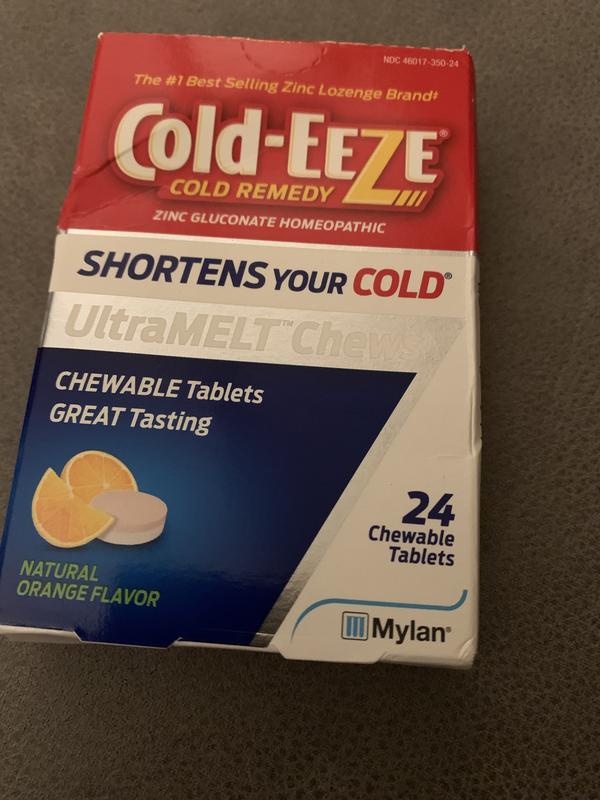 NDC 46017-350-24
The #1 Best Selling Zinc Lozenge Brand‡
Cold-EEZE®
COLD REMEDY
ZINC GLUCONATE HOMEOPATHIC
SHORTENS YOUR COLD®
UltraMELT™ Chews
CHEWABLE Tablets
GREAT Tasting
24
Chewable
Tablets
NATURAL
ORANGE FLAVOR
Mylan®